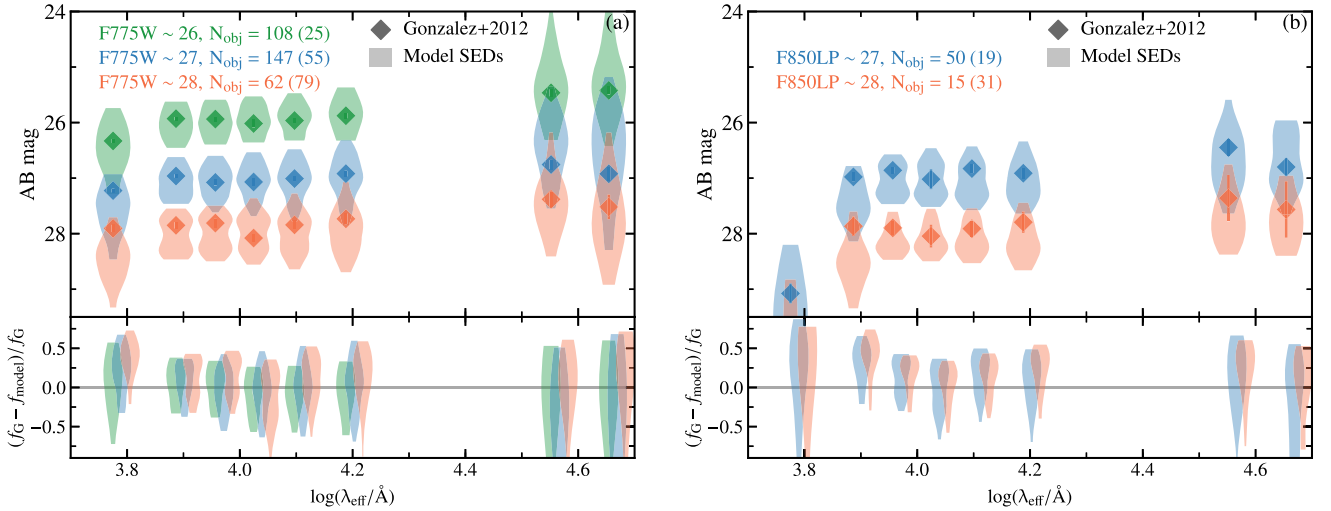 (a)
F775W ~ 26, N_obj = 108 (25)
F775W ~ 27, N_obj = 147 (55)
F775W ~ 28, N_obj = 62 (79)
Gonzalez+2012
Model SEDs
24
26
28
AB mag
0.5
0.0
−0.5
(f_G − f_model)/f_G
3.8 4.0 4.2 4.4 4.6
log(λ_eff/Å)
(b)
F850LP ~ 27, N_obj = 50 (19)
F850LP ~ 28, N_obj = 15 (31)
Gonzalez+2012
Model SEDs
24
26
28
AB mag
0.5
0.0
−0.5
(f_G − f_model)/f_G
3.8 4.0 4.2 4.4 4.6
log(λ_eff/Å)